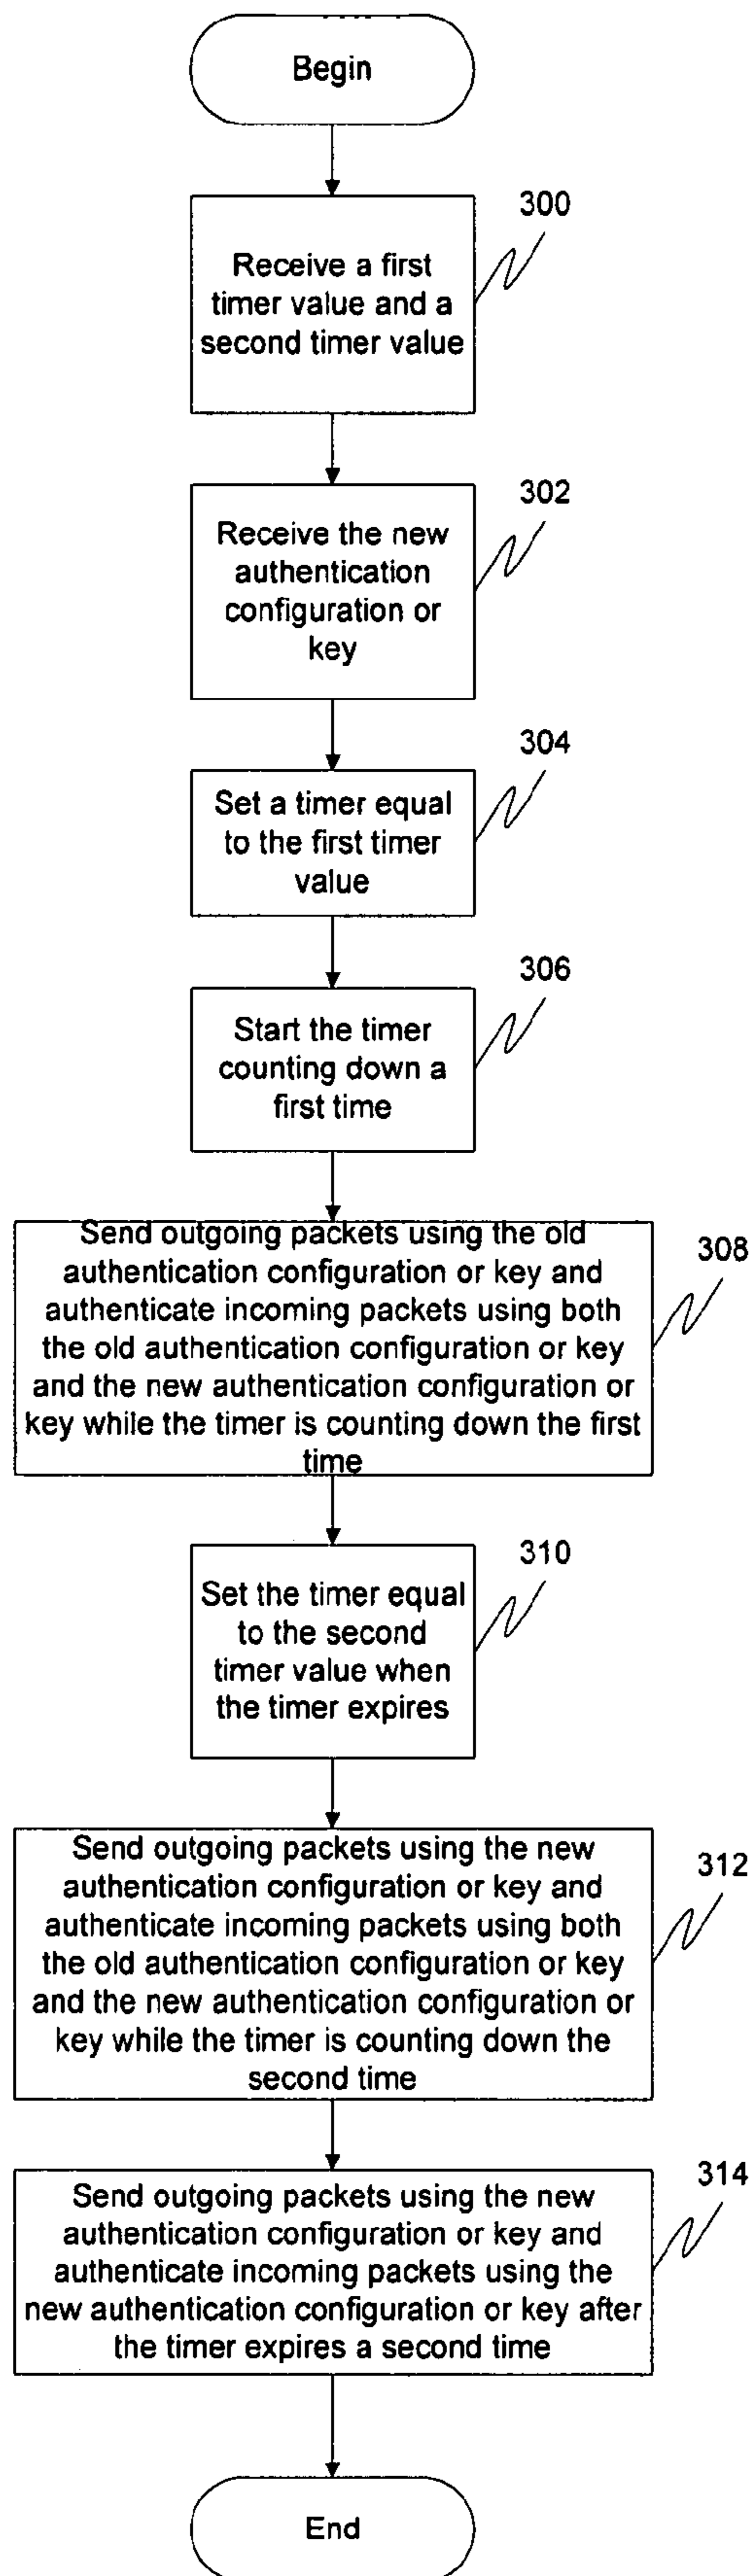 Begin
300
Receive a first
timer value and a
second timer value
302
Receive the new
authentication
configuration or
key
304
Set a timer equal
to the first timer
value
306
Start the timer
counting down a
first time
308
Send outgoing packets using the old
authentication configuration or key and
authenticate incoming packets using both
the old authentication configuration or key
and the new authentication configuration or
key while the timer is counting down the first
time
310
Set the timer equal
to the second
timer value when
the timer expires
312
Send outgoing packets using the new
authentication configuration or key and
authenticate incoming packets using both
the old authentication configuration or key
and the new authentication configuration or
key while the timer is counting down the
second time
314
Send outgoing packets using the new
authentication configuration or key and
authenticate incoming packets using the
new authentication configuration or key after
the timer expires a second time
End